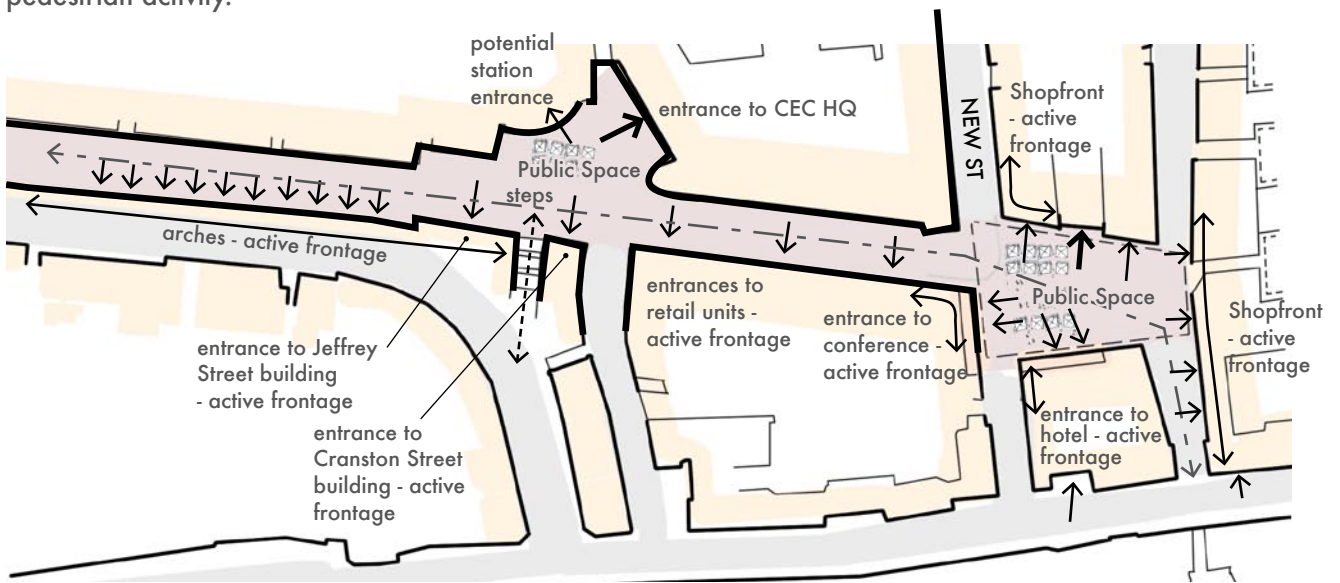 pedestrian activity.
potential
station
entrance
entrance to CEC HQ
Public Space
steps
NEW ST
Shopfront
- active
frontage
arches - active frontage
entrance to Jeffrey
Street building
- active frontage
entrance to
Cranston Street
building - active
frontage
entrances to
retail units -
active frontage
entrance to
conference -
active frontage
Public Space
Shopfront
- active
frontage
entrance to
hotel - active
frontage